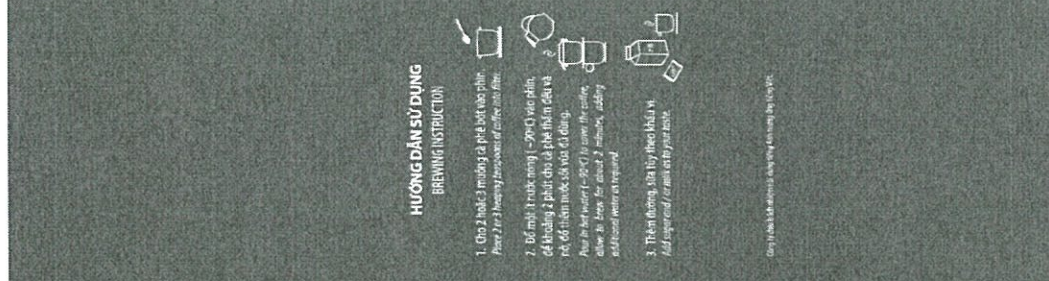 HƯỚNG DẪN SỬ DỤNG
BREWING INSTRUCTION
1. Cho 2 hoặc 3 muỗng cà phê bột vào phin.
Place 2 or 3 heaping teaspoons of coffee into filter.
2. Đổ một ít nước nóng (~90°C) vào phin,
để khoảng 2 phút cho cà phê thấm đều và
nở, đổ thêm nước sôi vừa đủ dùng.
Pour in hot water (~90°C) to cover the coffee,
allow to brew for about 2 minutes, adding
additional water as required.
3. Thêm đường, sữa tùy theo khẩu vị.
Add sugar and / or milk as to your taste.